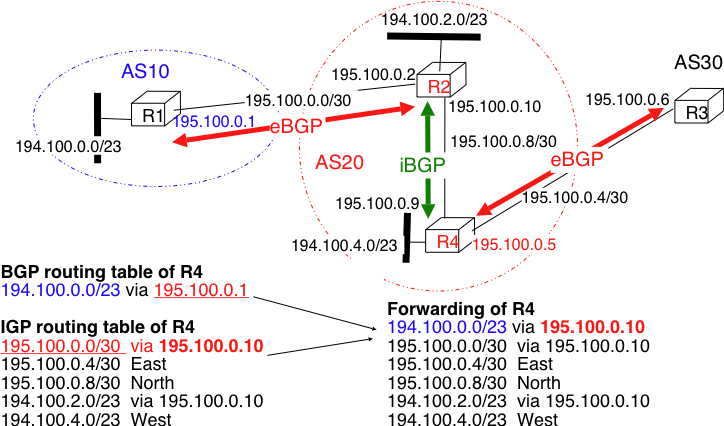 194.100.2.0/23
AS10
195.100.0.2
R2
AS30
195.100.0.0/30
195.100.0.10
195.100.0.6
R1
195.100.0.1
R3
eBGP
194.100.0.0/23
195.100.0.8/30
AS20
iBGP
eBGP
195.100.0.9
195.100.0.4/30
194.100.4.0/23
R4
195.100.0.5
BGP routing table of R4
194.100.0.0/23 via 195.100.0.1
IGP routing table of R4
195.100.0.0/30 via 195.100.0.10
195.100.0.4/30 East
195.100.0.8/30 North
194.100.2.0/23 via 195.100.0.10
194.100.4.0/23 West
Forwarding of R4
194.100.0.0/23 via 195.100.0.10
195.100.0.0/30 via 195.100.0.10
195.100.0.4/30 East
195.100.0.8/30 North
194.100.2.0/23 via 195.100.0.10
194.100.4.0/23 West